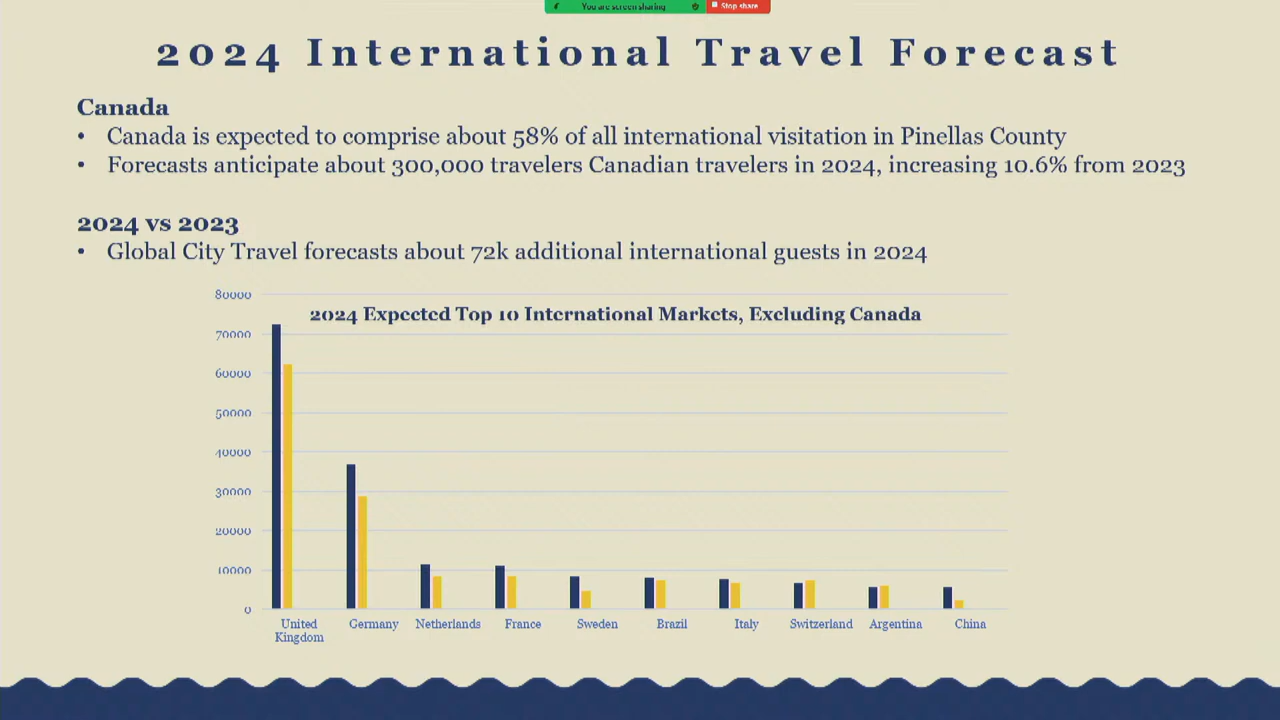 You are screen sharing Stop share
2024 International Travel Forecast
Canada
• Canada is expected to comprise about 58% of all international visitation in Pinellas County
• Forecasts anticipate about 300,000 travelers Canadian travelers in 2024, increasing 10.6% from 2023
2024 vs 2023
• Global City Travel forecasts about 72k additional international guests in 2024
2024 Expected Top 10 International Markets, Excluding Canada
80000
70000
60000
50000
40000
30000
20000
10000
0
United Kingdom
Germany
Netherlands
France
Sweden
Brazil
Italy
Switzerland
Argentina
China